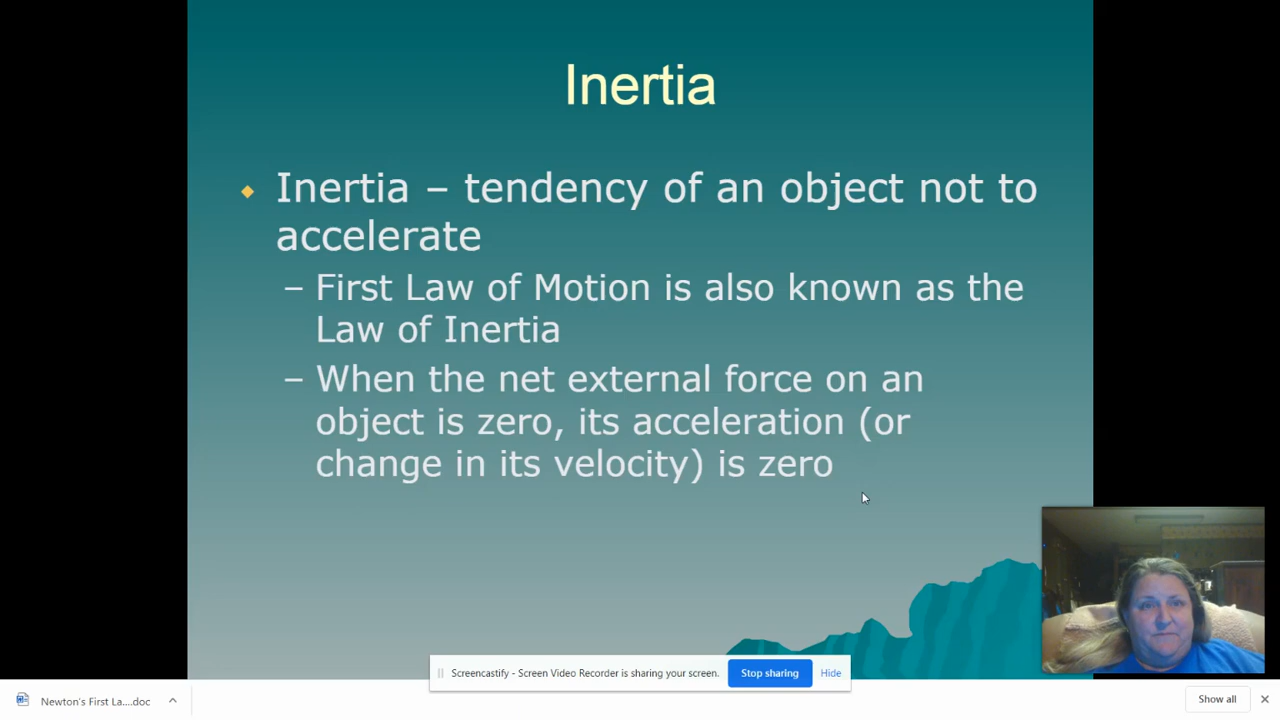 Inertia
Inertia – tendency of an object not to
accelerate
– First Law of Motion is also known as the
Law of Inertia
– When the net external force on an
object is zero, its acceleration (or
change in its velocity) is zero
Screencastify - Screen Video Recorder is sharing your screen.
Stop sharing
Hide
Newton's First La....doc
Show all